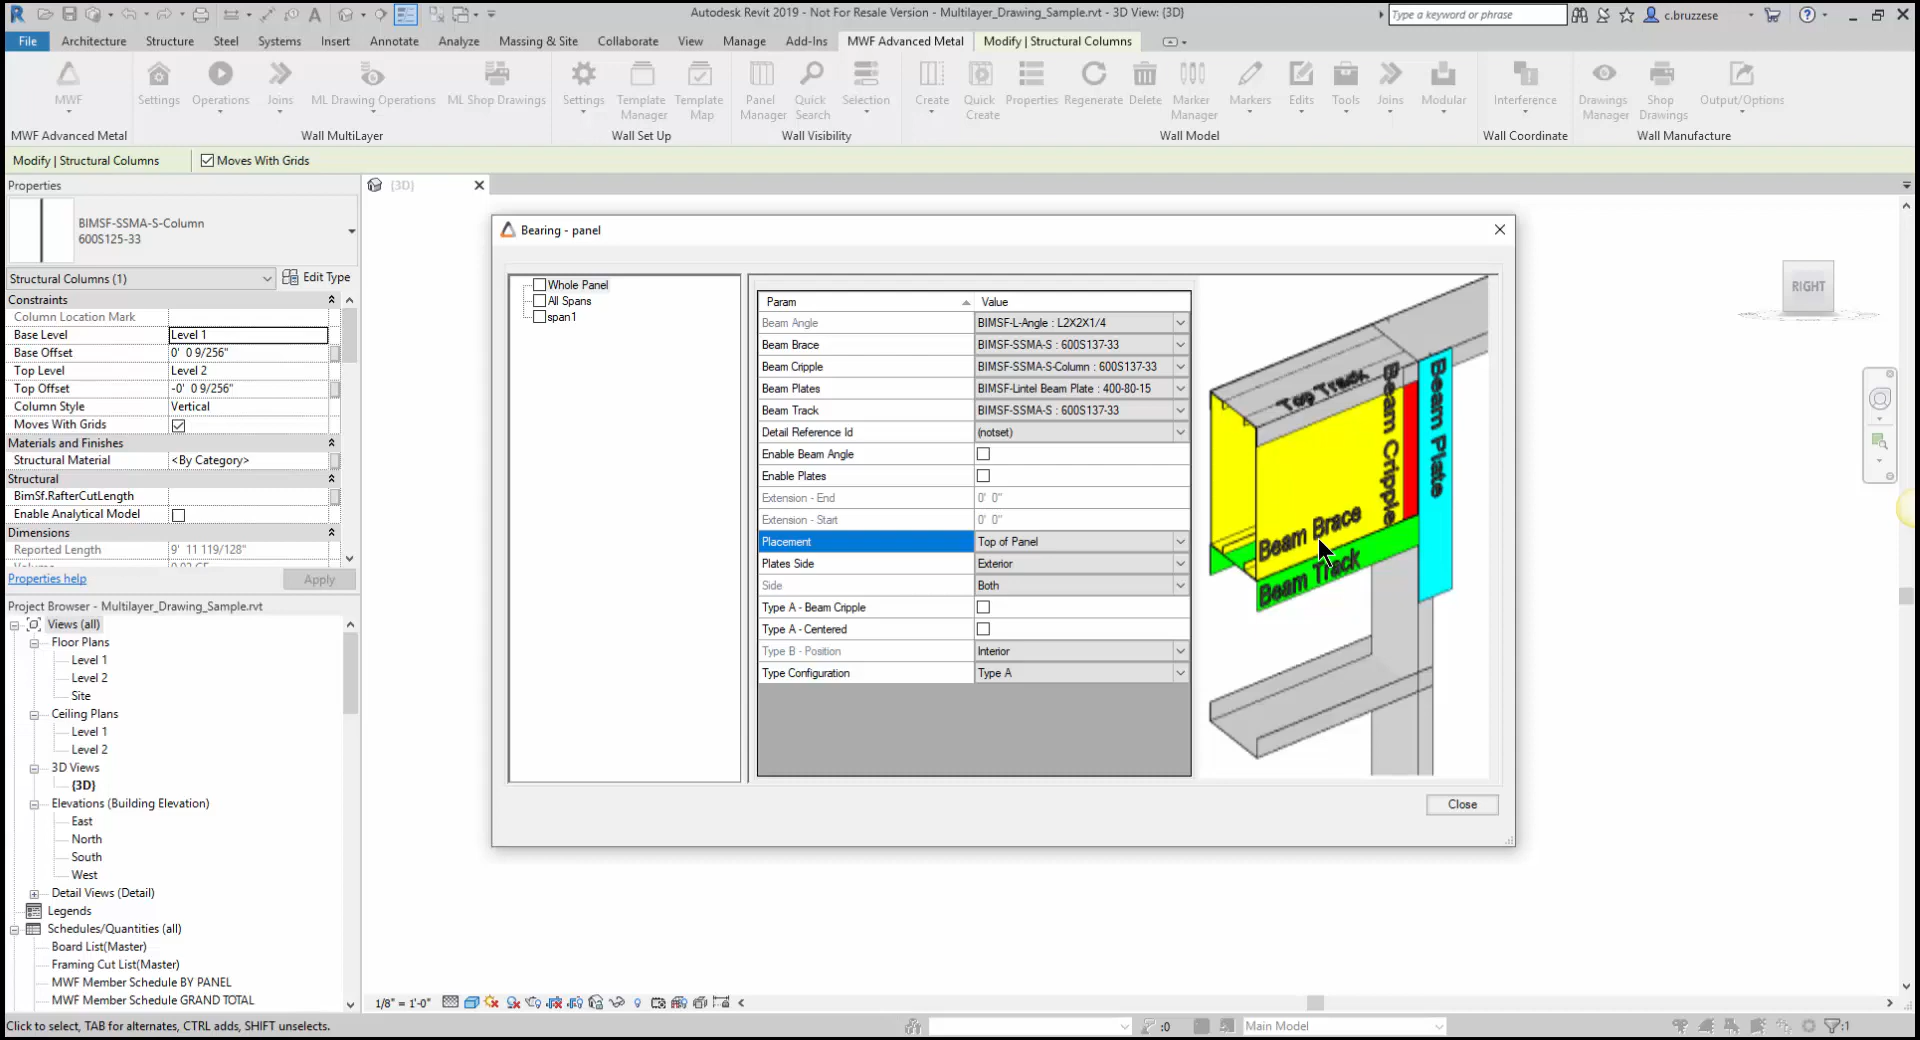 Autodesk Revit 2019 - Not For Resale Version - Multilayer_Drawing_Sample.rvt - 3D View: {3D}
Type a keyword or phrase
c.bruzzese
File
Architecture
Structure
Steel
Systems
Insert
Annotate
Analyze
Massing & Site
Collaborate
View
Manage
Add-Ins
MWF Advanced Metal
Modify | Structural Columns
MWF
Settings
Operations
Joins
ML Drawing Operations
ML Shop Drawings
Settings
Template Manager
Template Map
Panel Manager
Quick Search
Selection
Create
Quick Create
Properties
Regenerate
Delete
Marker Manager
Markers
Edits
Tools
Joins
Modular
Interference
Drawings Manager
Shop Drawings
Output/Options
MWF Advanced Metal
Wall MultiLayer
Wall Set Up
Wall Visibility
Wall Model
Wall Coordinate
Wall Manufacture
Modify | Structural Columns
Moves With Grids
Properties
BIMSF-SSMA-S-Column
600S125-33
Structural Columns (1)
Edit Type
Constraints
Column Location Mark
Base Level Level 1
Base Offset 0' 0 9/256"
Top Level Level 2
Top Offset -0' 0 9/256"
Column Style Vertical
Moves With Grids
Materials and Finishes
Structural Material <By Category>
Structural
BimSf.RafterCutLength
Enable Analytical Model
Dimensions
Reported Length 9' 11 119/128"
Properties help
Apply
Project Browser - Multilayer_Drawing_Sample.rvt
Views (all)
Floor Plans
Level 1
Level 2
Site
Ceiling Plans
Level 1
Level 2
3D Views
{3D}
Elevations (Building Elevation)
East
North
South
West
Detail Views (Detail)
Legends
Schedules/Quantities (all)
Board List(Master)
Framing Cut List(Master)
MWF Member Schedule BY PANEL
MWF Member Schedule GRAND TOTAL
{3D}
Bearing - panel
Whole Panel
All Spans
span1
Param Value
Beam Angle BIMSF-L-Angle : L2X2X1/4
Beam Brace BIMSF-SSMA-S : 600S137-33
Beam Cripple BIMSF-SSMA-S-Column : 600S137-33
Beam Plates BIMSF-Lintel Beam Plate : 400-80-15
Beam Track BIMSF-SSMA-S : 600S137-33
Detail Reference Id (notset)
Enable Beam Angle
Enable Plates
Extension - End 0' 0"
Extension - Start 0' 0"
Placement Top of Panel
Plates Side Exterior
Side Both
Type A - Beam Cripple
Type A - Centered
Type B - Position Interior
Type Configuration Type A
Top Track
Beam Cripple
Beam Plate
Beam Brace
Beam Track
Close
RIGHT
1/8" = 1'-0"
Click to select, TAB for alternates, CTRL adds, SHIFT unselects.
:0
Main Model
:1